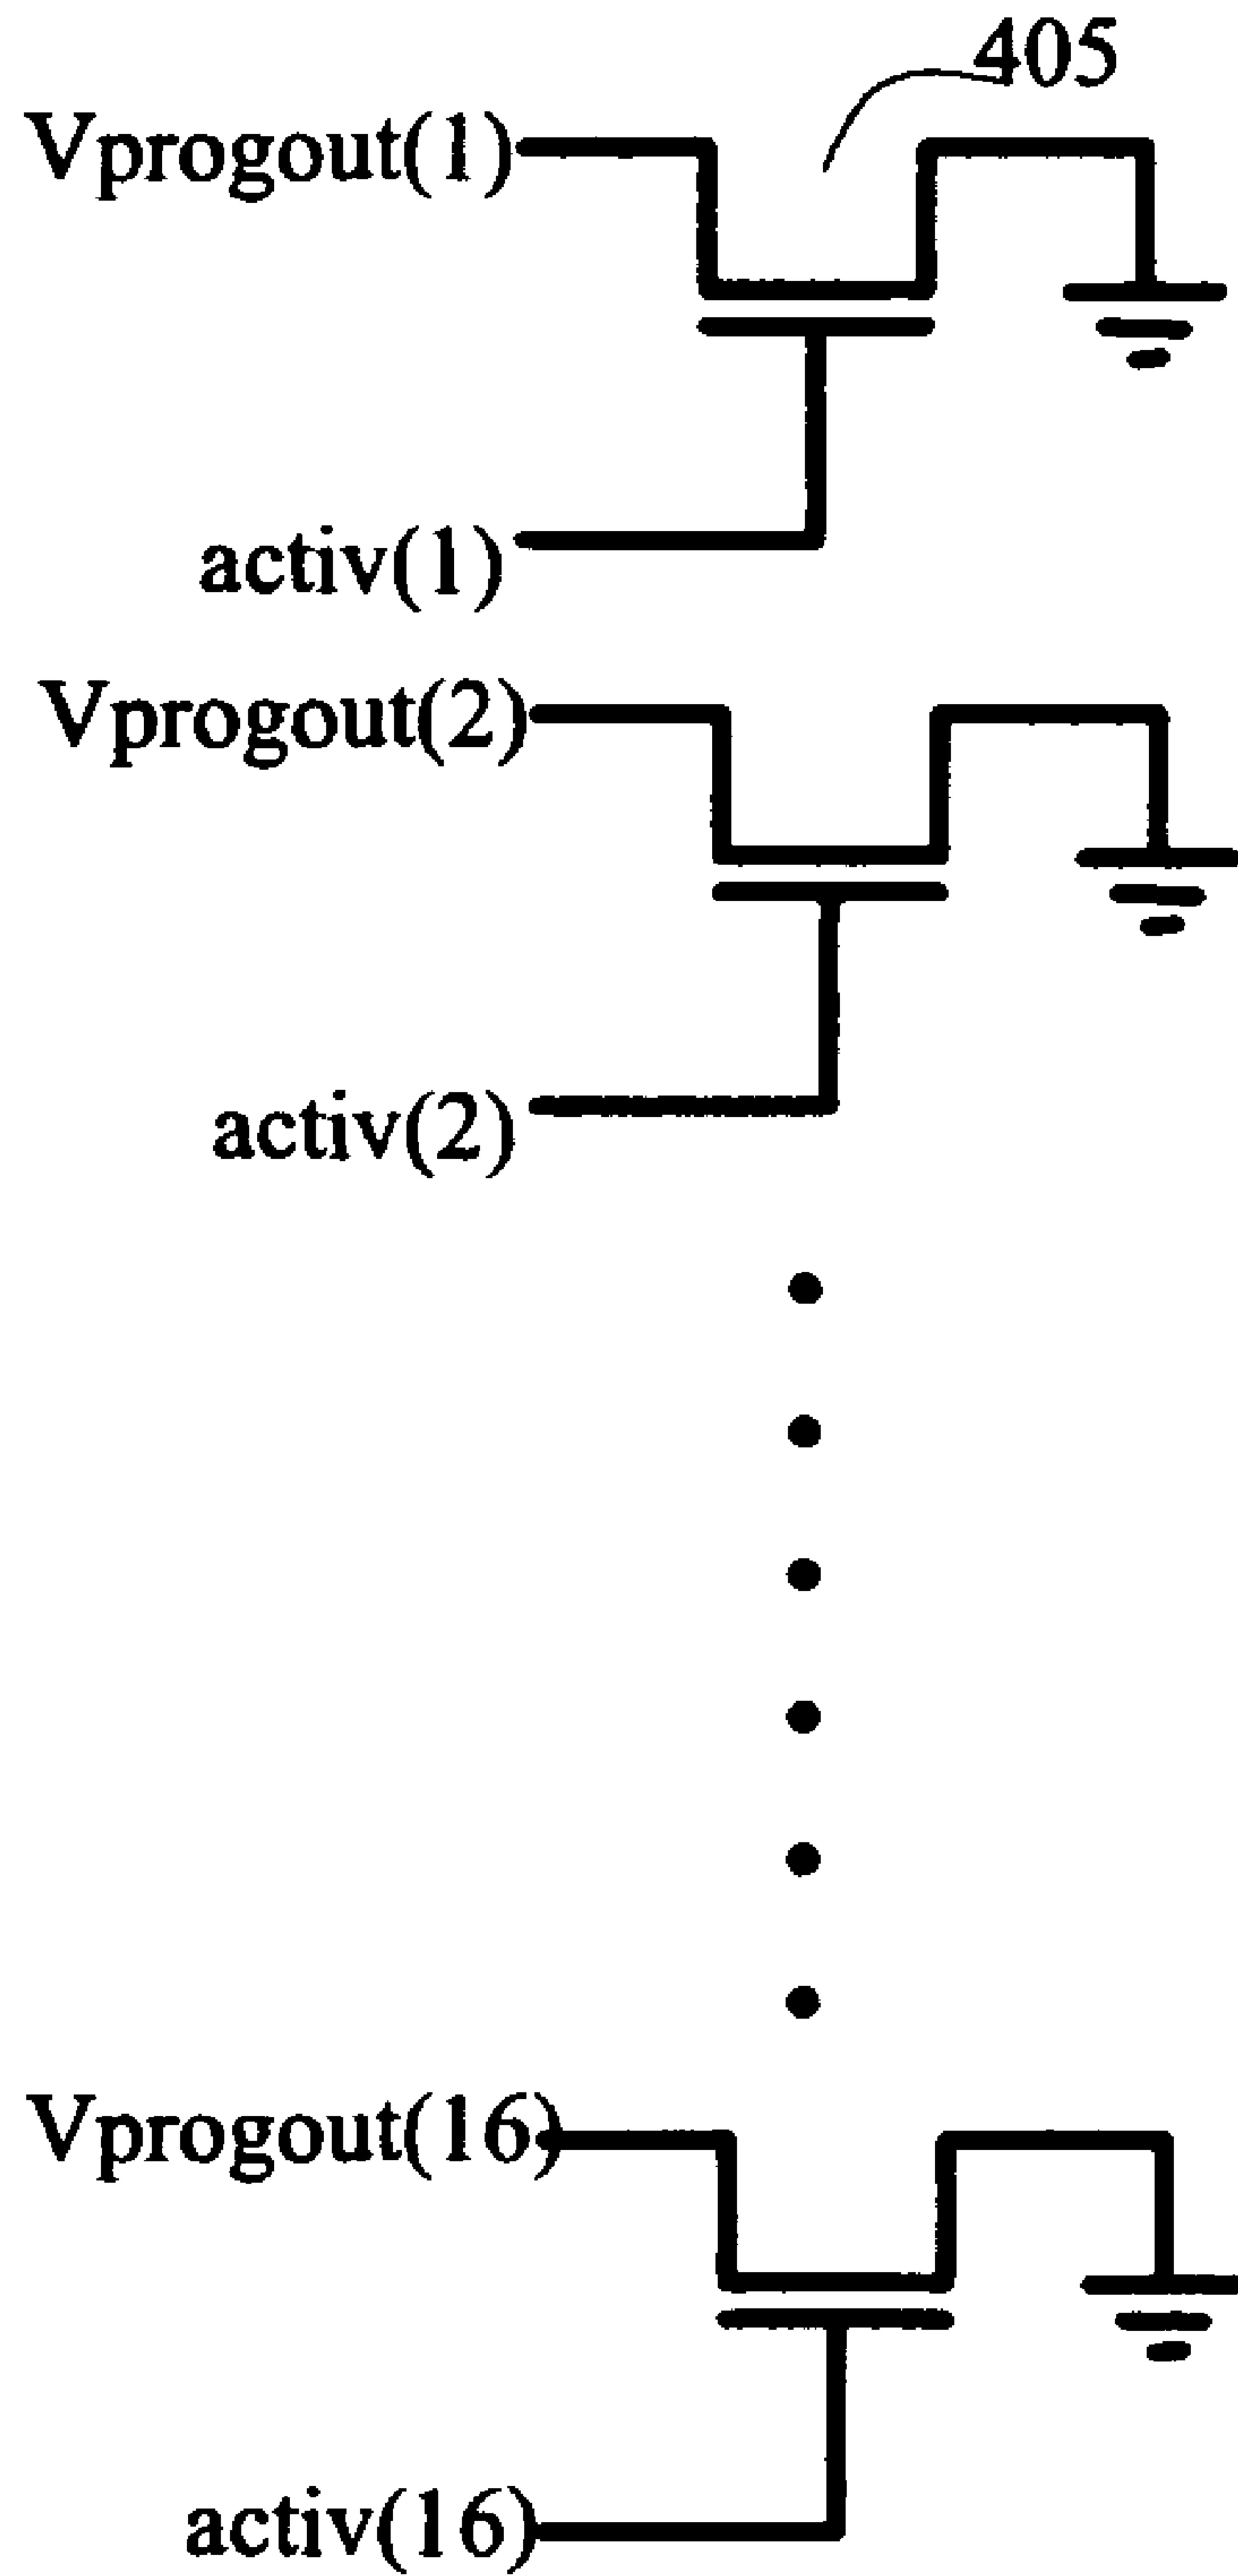 405
Vprogout(1)
activ(1)
Vprogout(2)
activ(2)
Vprogout(16)
activ(16)